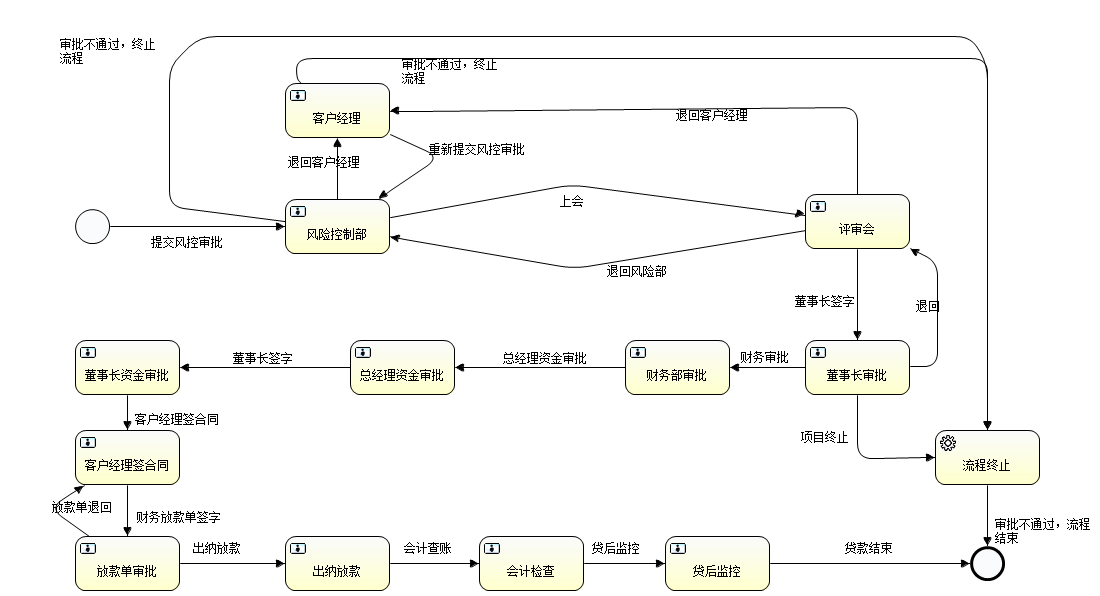 审批不通过，终止
流程
审批不通过，终止
流程
客户经理
退回客户经理
重新提交风控审批
退回客户经理
上会
风险控制部
评审会
提交风控审批
退回风险部
董事长签字
退回
董事长签字
总经理资金审批
财务审批
董事长资金审批
总经理资金审批
财务部审批
董事长审批
客户经理签合同
项目终止
客户经理签合同
流程终止
放款单退回
财务放款单签字
审批不通过，流程
结束
出纳放款
会计查账
贷后监控
贷款结束
放款单审批
出纳放款
会计检查
贷后监控